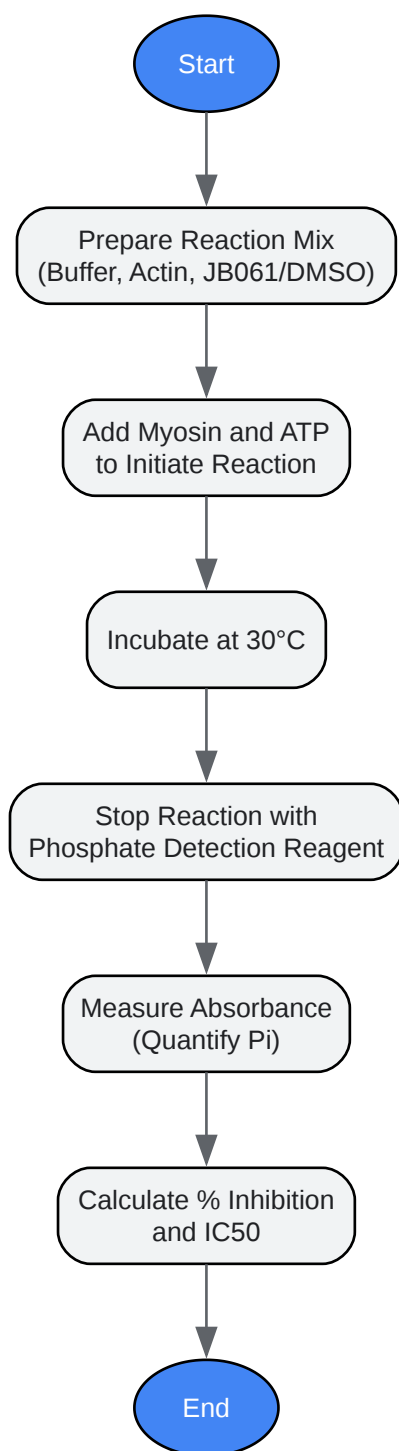 Start
Prepare Reaction Mix
(Buffer, Actin, JB061/DMSO)
Add Myosin and ATP
to Initiate Reaction
Incubate at 30°C
Stop Reaction with
Phosphate Detection Reagent
Measure Absorbance
(Quantify Pi)
Calculate % Inhibition
and IC50
End